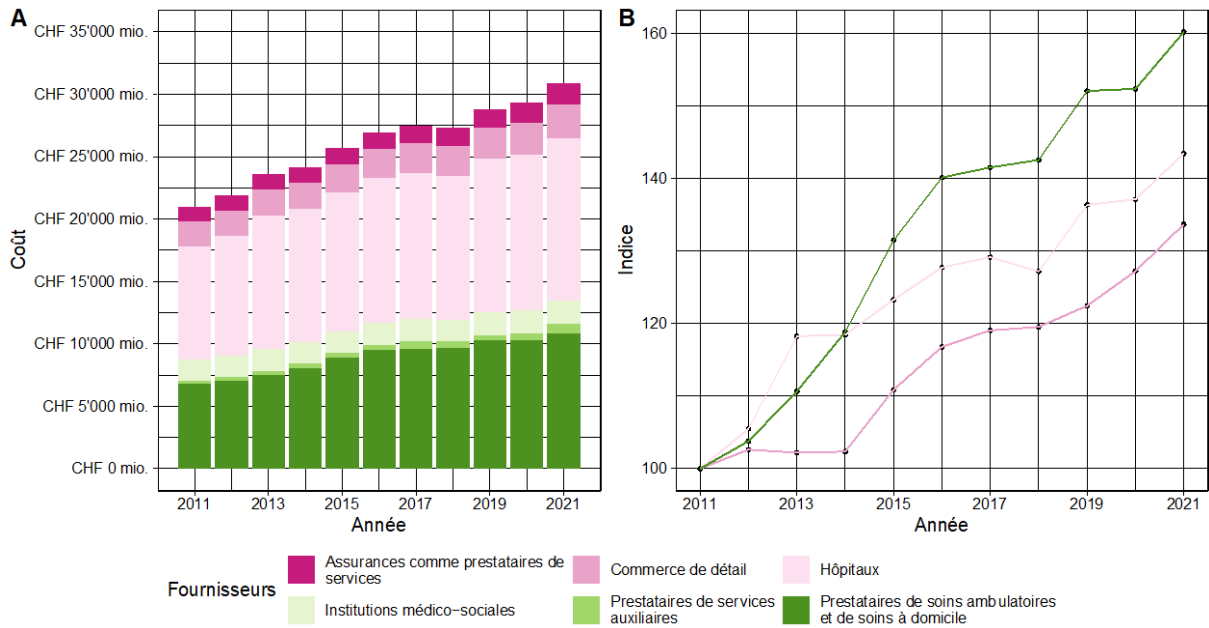 A
CHF 35'000 mio.
CHF 30'000 mio.
CHF 25'000 mio.
CHF 20'000 mio.
CHF 15'000 mio.
CHF 10'000 mio.
CHF 5'000 mio.
CHF 0 mio.
Coût
2011 2013 2015 2017 2019 2021
Année
B
160
140
120
100
Indice
2011 2013 2015 2017 2019 2021
Année
Fournisseurs
Assurances comme prestataires de
services
Commerce de détail
Hôpitaux
Institutions médico-sociales
Prestataires de services
auxiliaires
Prestataires de soins ambulatoires
et de soins à domicile